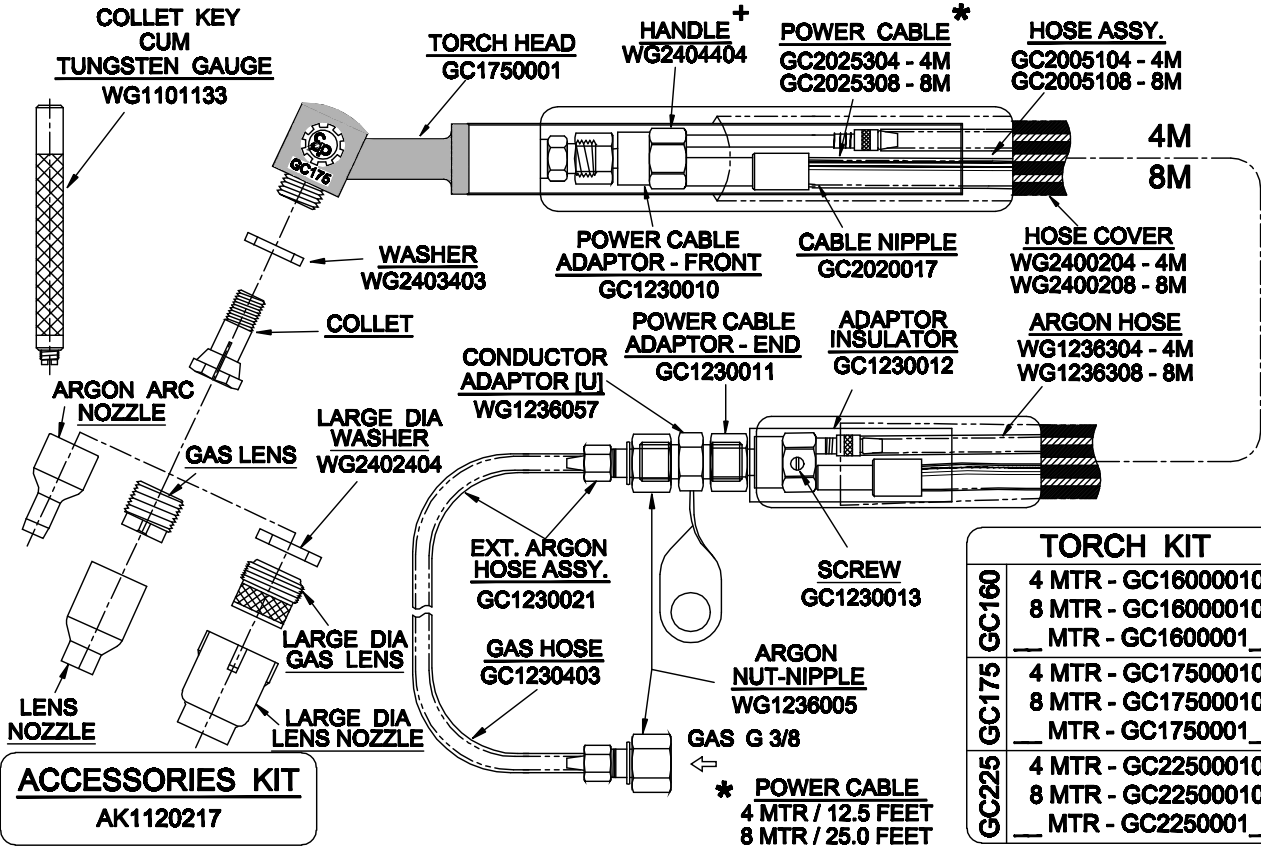 COLLET KEY
CUM
TUNGSTEN GAUGE
WG1101133
TORCH HEAD
GC1750001
HANDLE +
WG2404404
POWER CABLE *
GC2025304 - 4M
GC2025308 - 8M
HOSE ASSY.
GC2005104 - 4M
GC2005108 - 8M
4M
8M
GC175
WASHER
WG2403403
POWER CABLE
ADAPTOR - FRONT
GC1230010
CABLE NIPPLE
GC2020017
HOSE COVER
WG2400204 - 4M
WG2400208 - 8M
COLLET
POWER CABLE
ADAPTOR - END
GC1230011
ADAPTOR
INSULATOR
GC1230012
ARGON HOSE
WG1236304 - 4M
WG1236308 - 8M
CONDUCTOR
ADAPTOR [U]
WG1236057
ARGON ARC
NOZZLE
LARGE DIA
WASHER
WG2402404
GAS LENS
EXT. ARGON
HOSE ASSY.
GC1230021
SCREW
GC1230013
LARGE DIA
GAS LENS
GAS HOSE
GC1230403
ARGON
NUT-NIPPLE
WG1236005
LENS
NOZZLE
LARGE DIA
LENS NOZZLE
GAS G 3/8
ACCESSORIES KIT
AK1120217
* POWER CABLE
4 MTR / 12.5 FEET
8 MTR / 25.0 FEET
TORCH KIT
GC160
4 MTR - GC16000010
8 MTR - GC16000010
__ MTR - GC1600001_
GC175
4 MTR - GC17500010
8 MTR - GC17500010
__ MTR - GC1750001_
GC225
4 MTR - GC22500010
8 MTR - GC22500010
__ MTR - GC2250001_